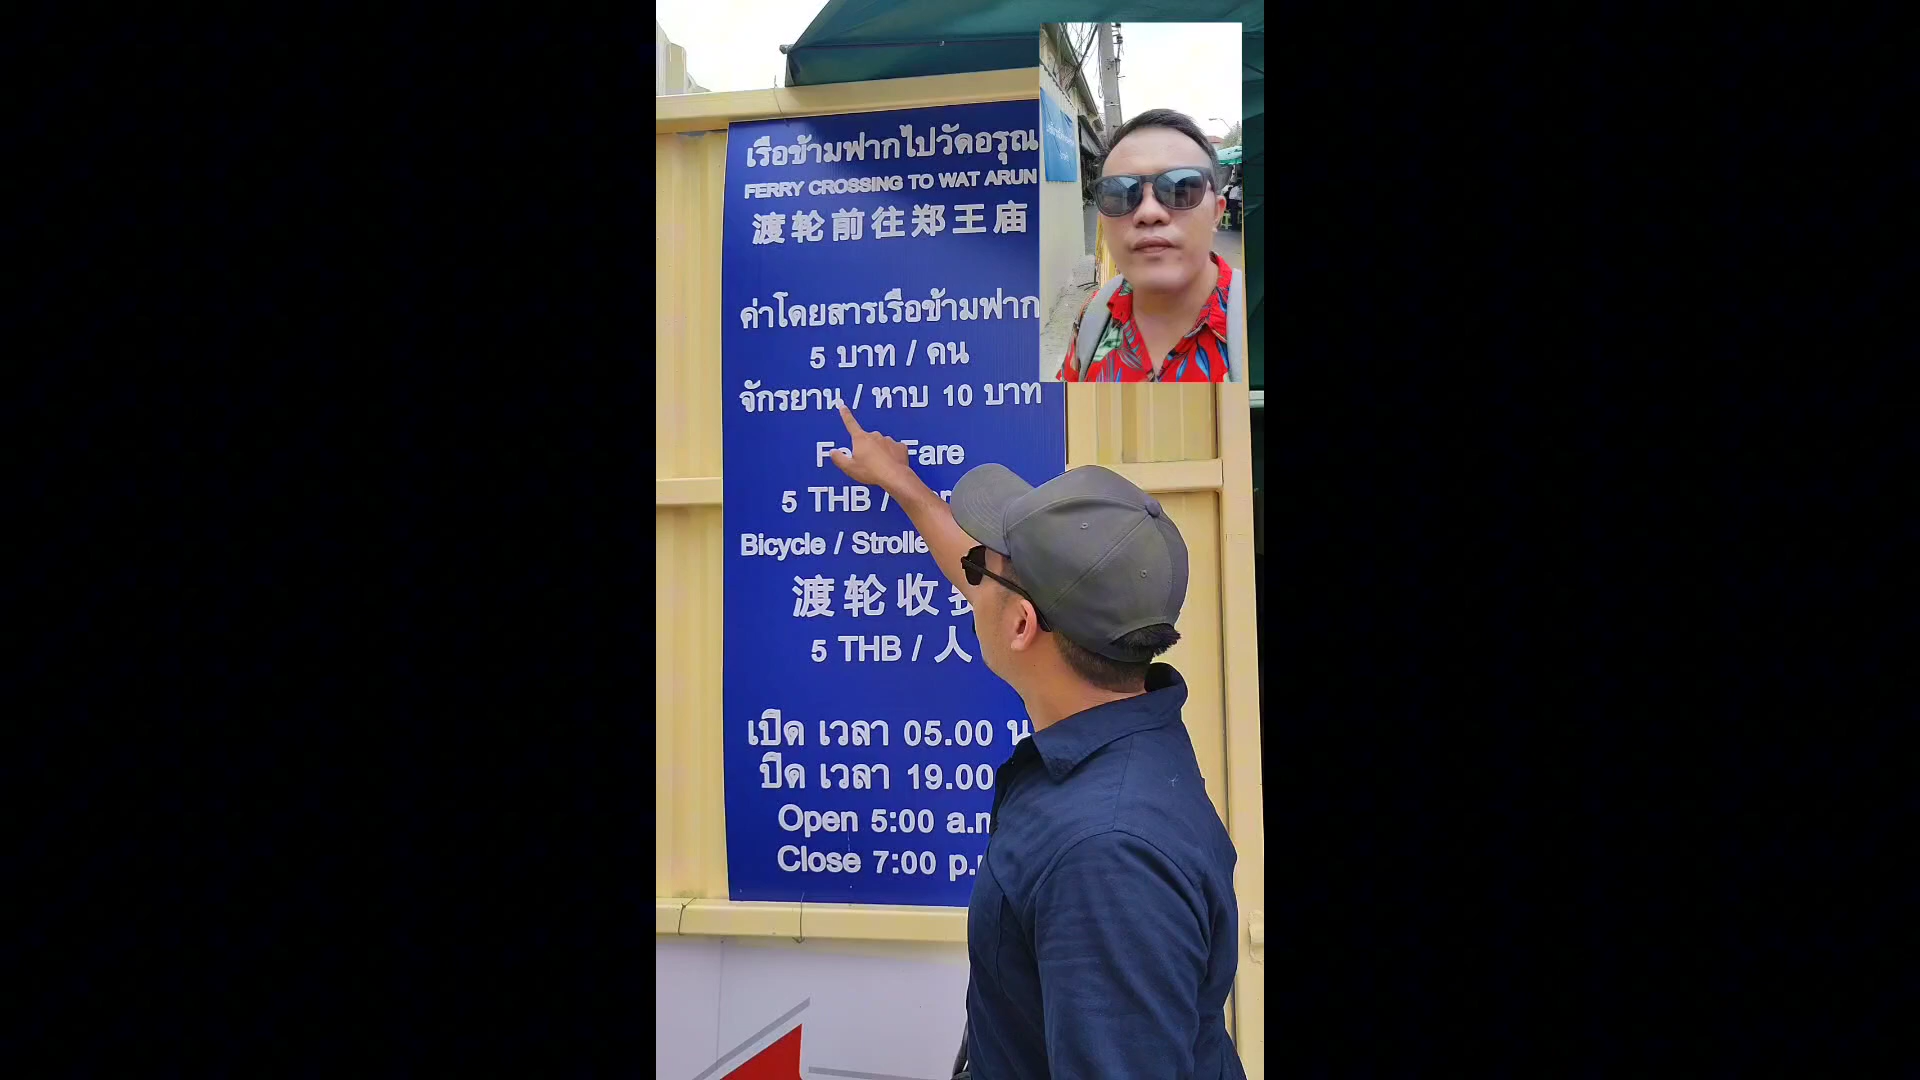 เรือข้ามฟากไปวัดอรุณ
FERRY CROSSING TO WAT ARUN
渡轮前往郑王庙
ค่าโดยสารเรือข้ามฟาก
5 บาท / คน
จักรยาน / หาบ 10 บาท
Fare
5 THB /
Bicycle /
渡轮收
5 THB / 人
เปิด เวลา 05.00 น
ปิด เวลา 19.00
Open 5:00
Close 7:00